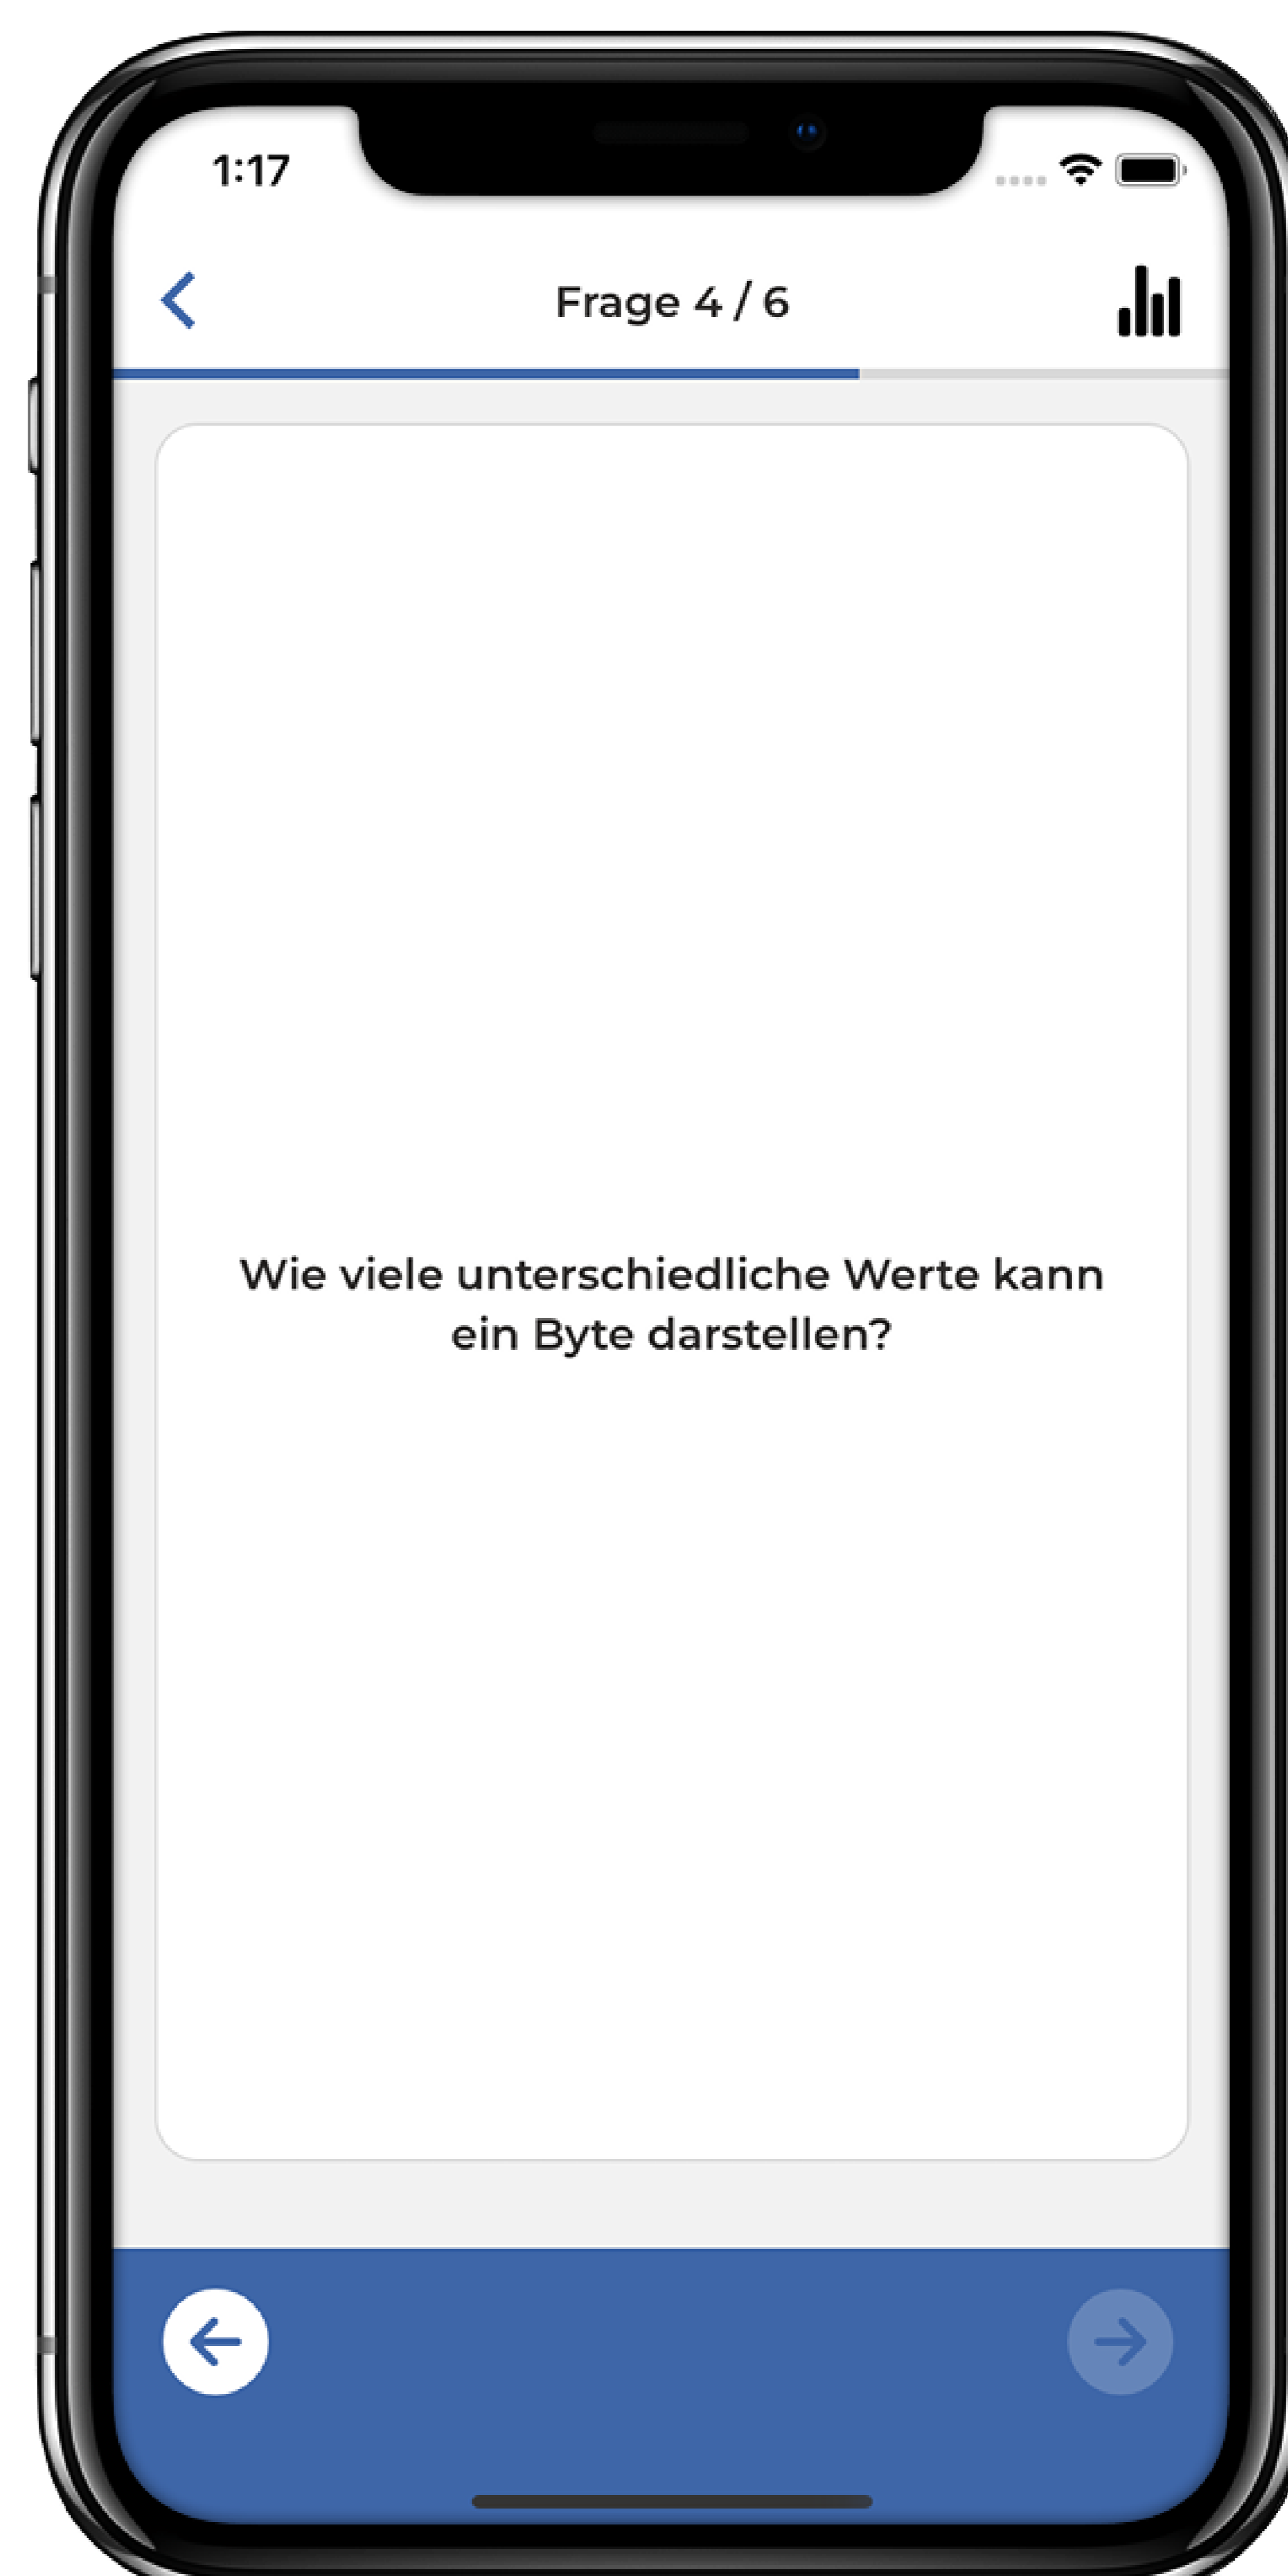 1:17
Frage 4 / 6
Wie viele unterschiedliche Werte kann
ein Byte darstellen?